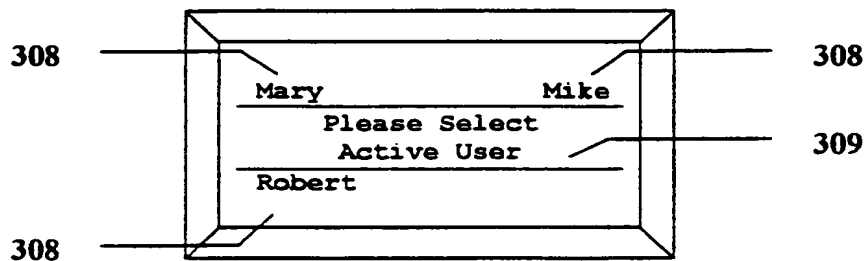 308 308
Mary Mike
Please Select
Active User
309
Robert
308